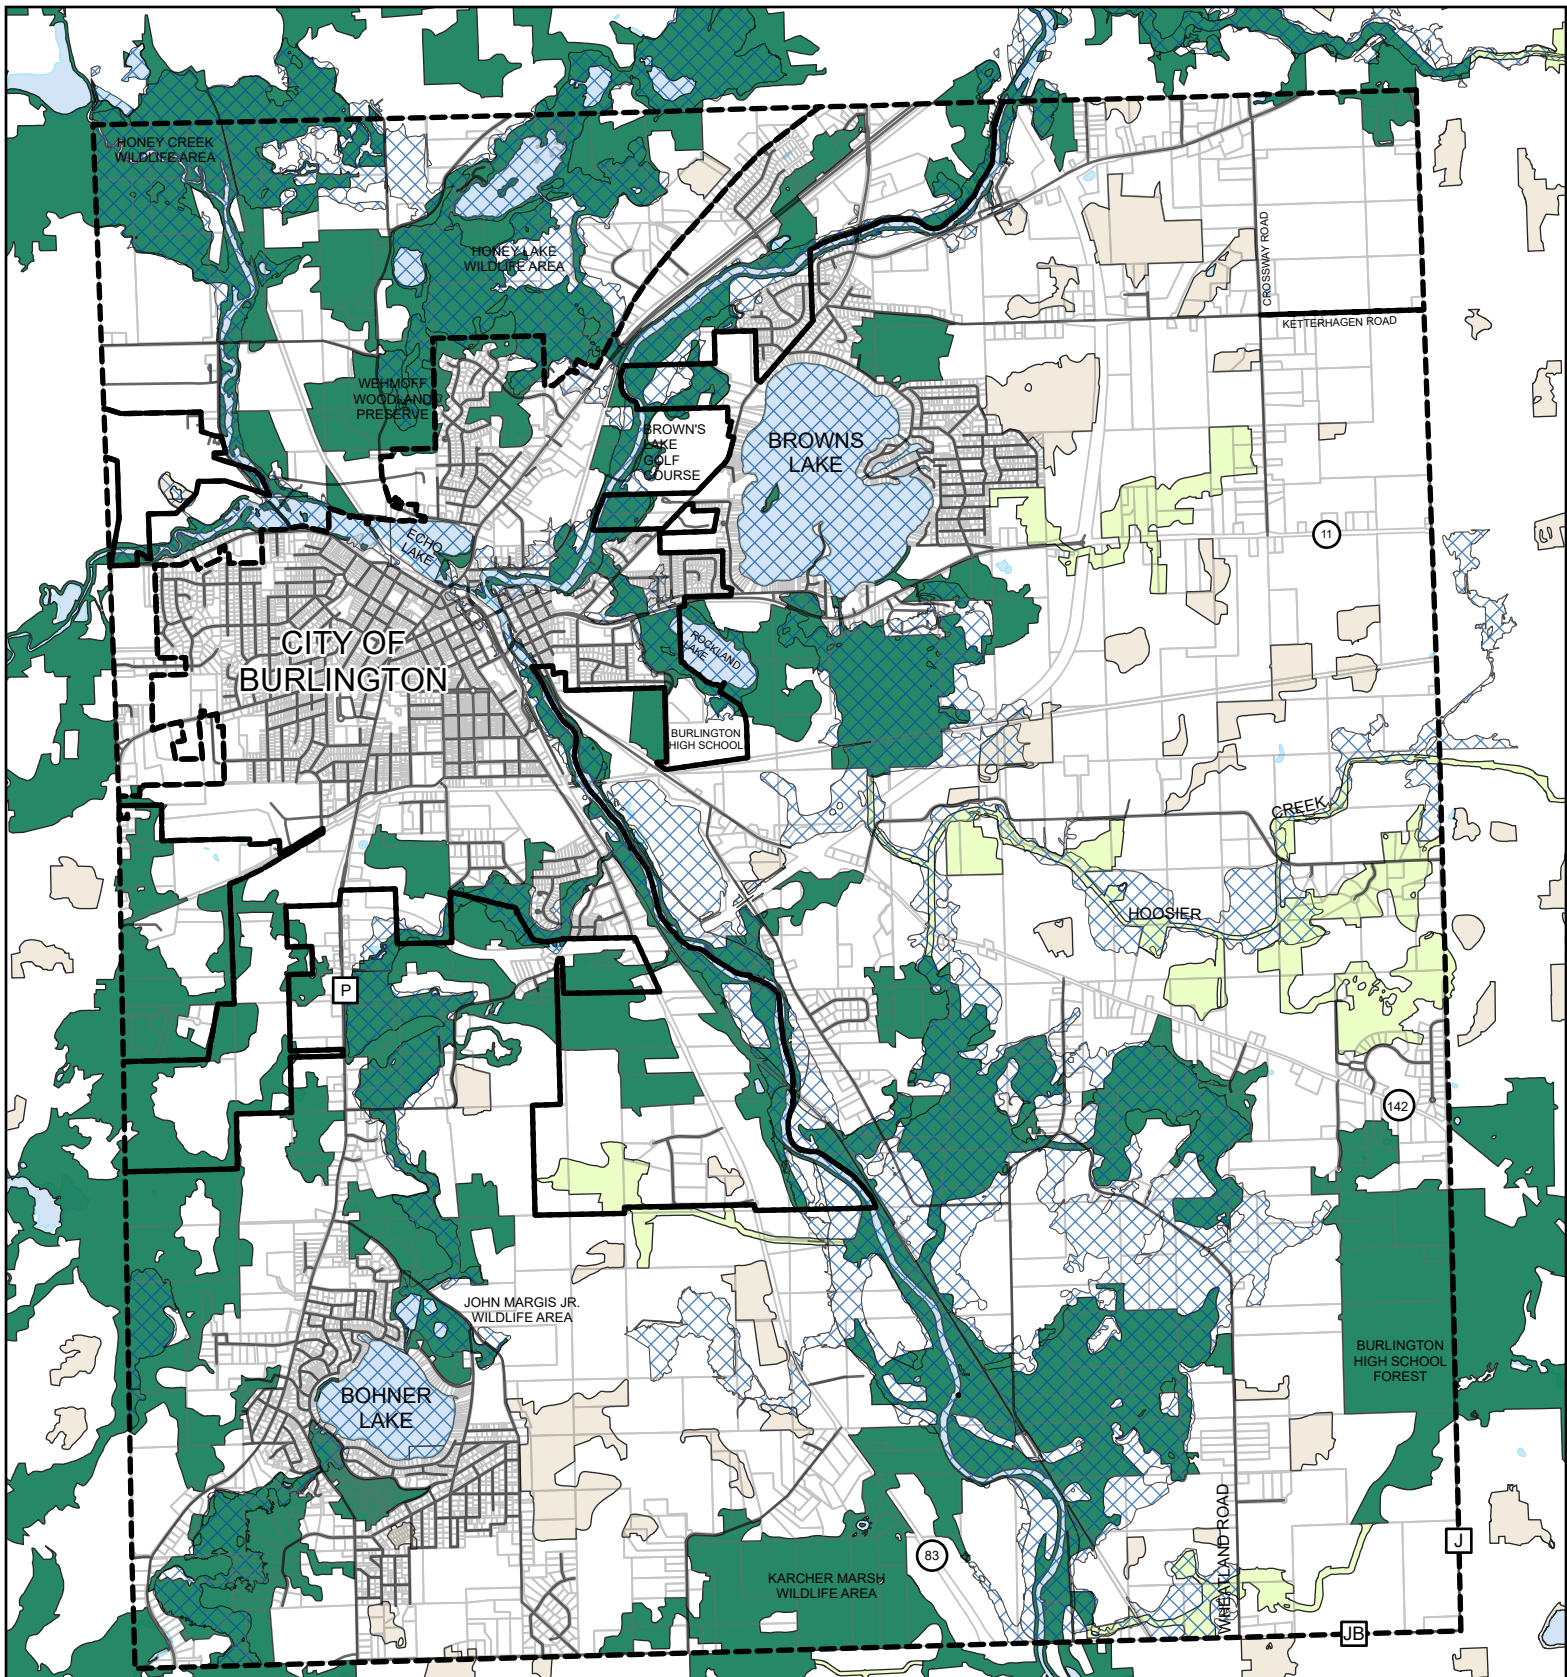 HONEY CREEK
WILDLIFE AREA
HONEY LAKE
WILDLIFE AREA
CROSSWAY ROAD
KETTERHAGEN ROAD
WEHMOFF
WOODLAND
PRESERVE
BROWN'S
LAKE
GOLF
COURSE
BROWNS
LAKE
ECHO
LAKE
11
CITY OF
BURLINGTON
ROCKLAND
LAKE
BURLINGTON
HIGH SCHOOL
CREEK
HOOSIER
P
142
JOHN MARGIS JR.
WILDLIFE AREA
BURLINGTON
HIGH SCHOOL
FOREST
BOHNER
LAKE
WHEATLAND ROAD
83
J
KARCHER MARSH
WILDLIFE AREA
JB